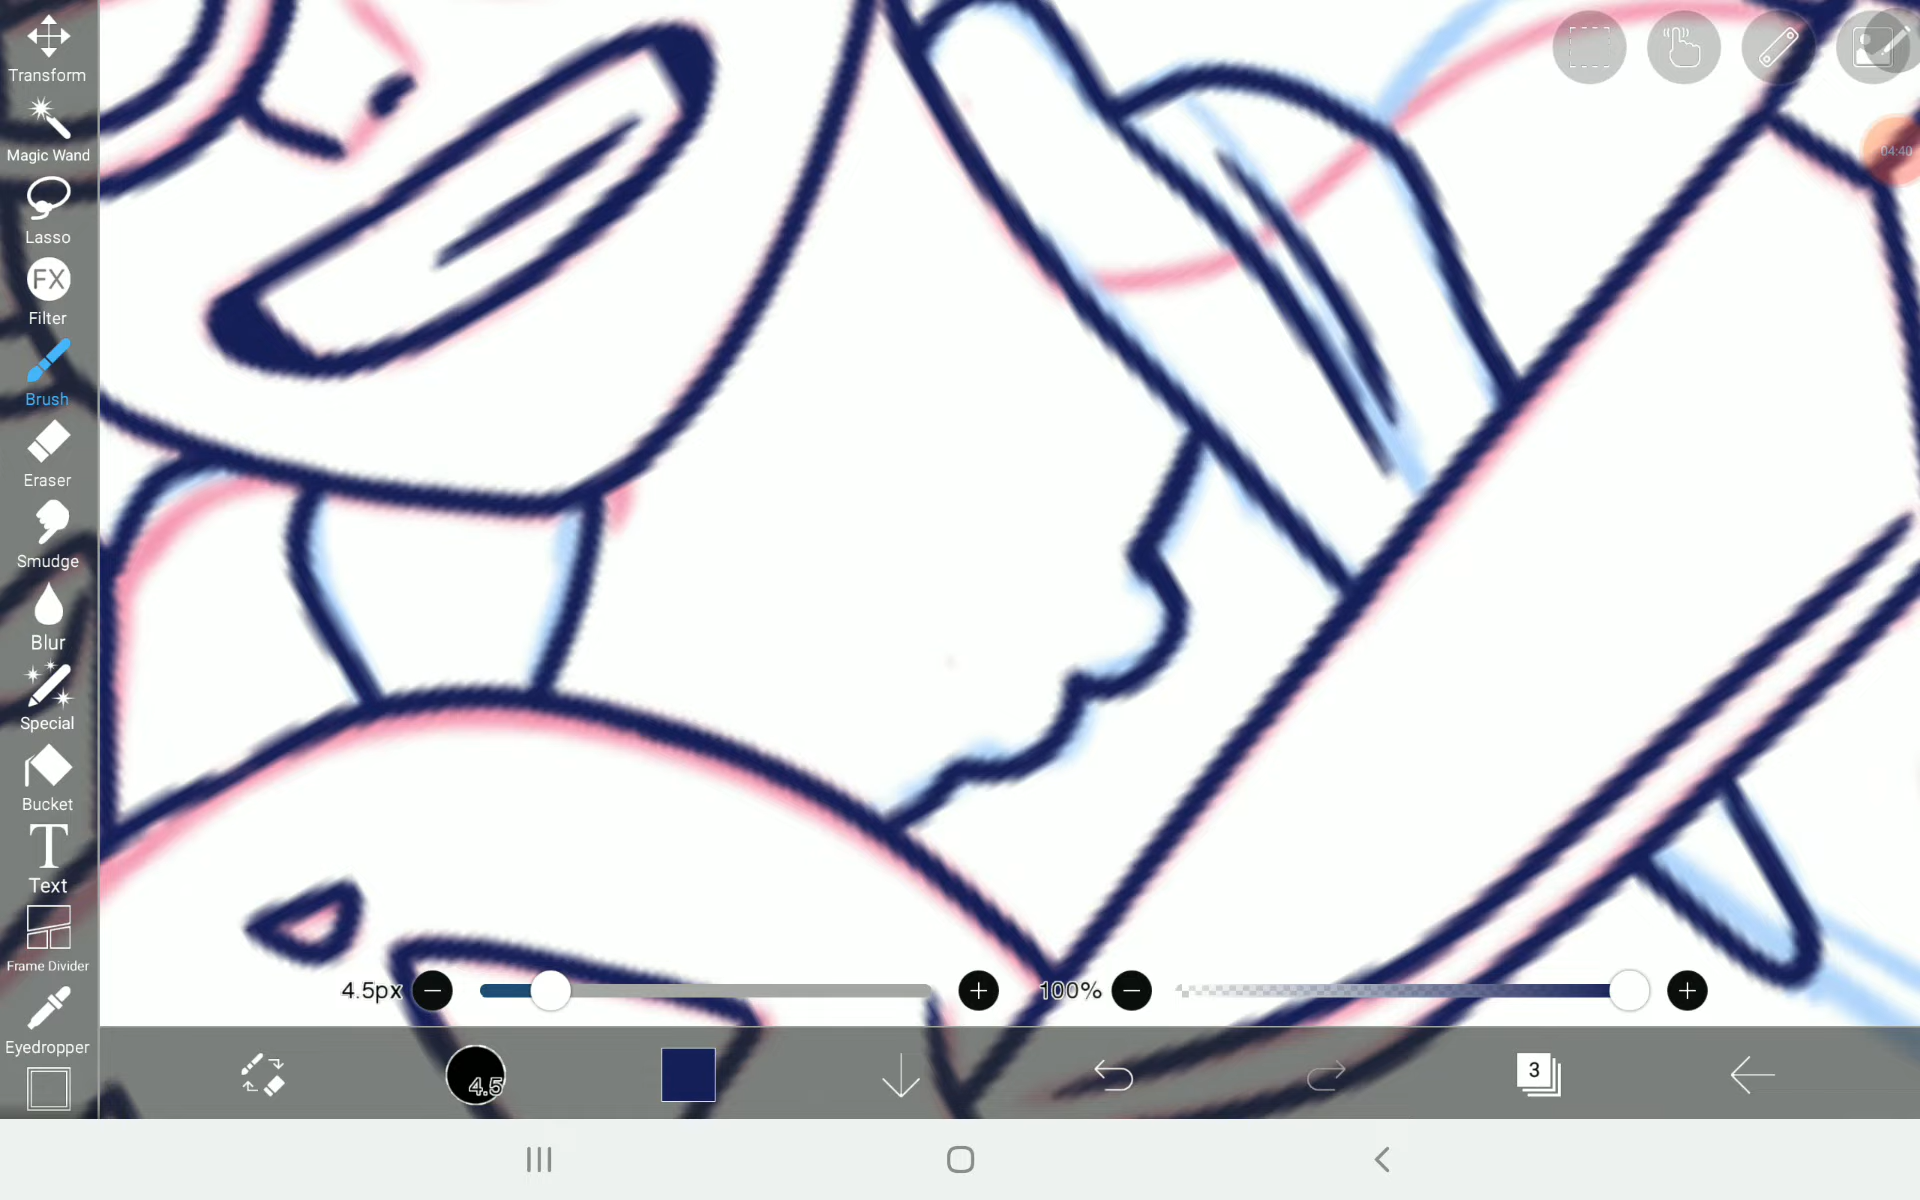 Transform
Magic Wand
Lasso
FX
Filter
Brush
Eraser
Smudge
Blur
Special
Bucket
T
Text
Frame Divider
Eyedropper
04:40
4.5px
100%
4.5
3